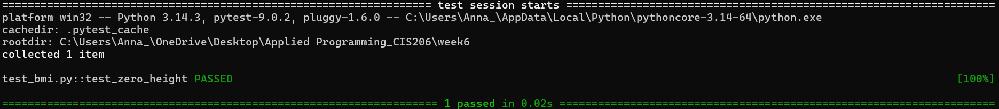 =================================================================== test session starts ===================================================================
platform win32 -- Python 3.14.3, pytest-9.0.2, pluggy-1.6.0 -- C:\Users\Anna_\AppData\Local\Python\pythoncore-3.14-64\python.exe
cachedir: .pytest_cache
rootdir: C:\Users\Anna_\OneDrive\Desktop\Applied Programming_CIS206\week6
collected 1 item
test_bmi.py::test_zero_height PASSED [100%]
==================================================================== 1 passed in 0.02s ====================================================================